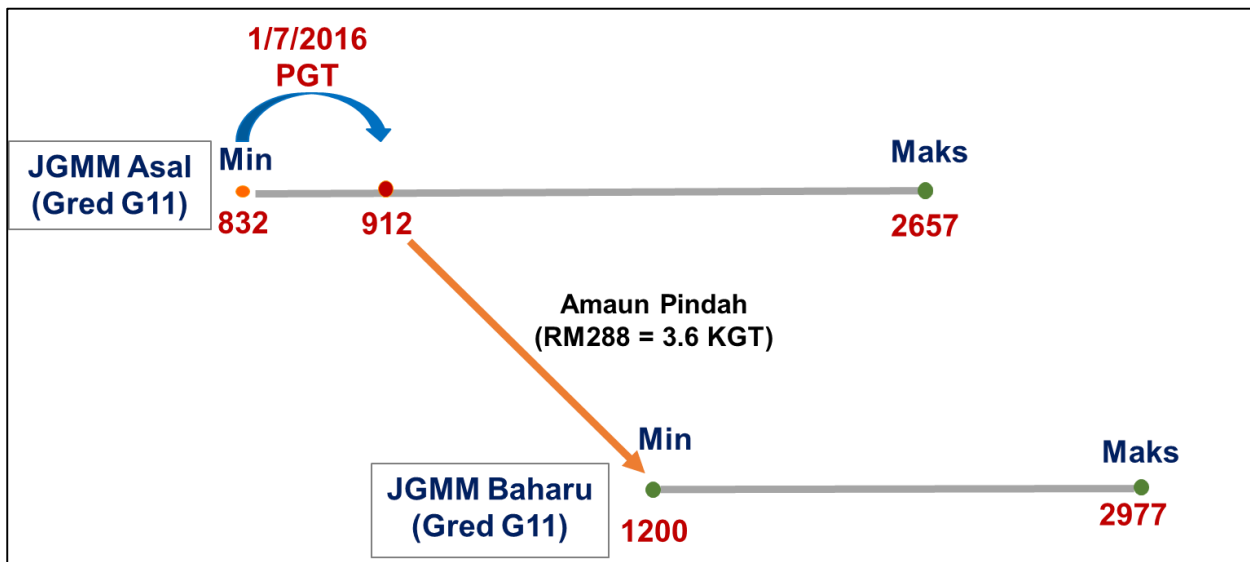 1/7/2016
PGT
JGMM Asal
(Gred G11)
Min
Maks
832
912
2657
Amaun Pindah
(RM288 = 3.6 KGT)
JGMM Baharu
(Gred G11)
Min
Maks
1200
2977